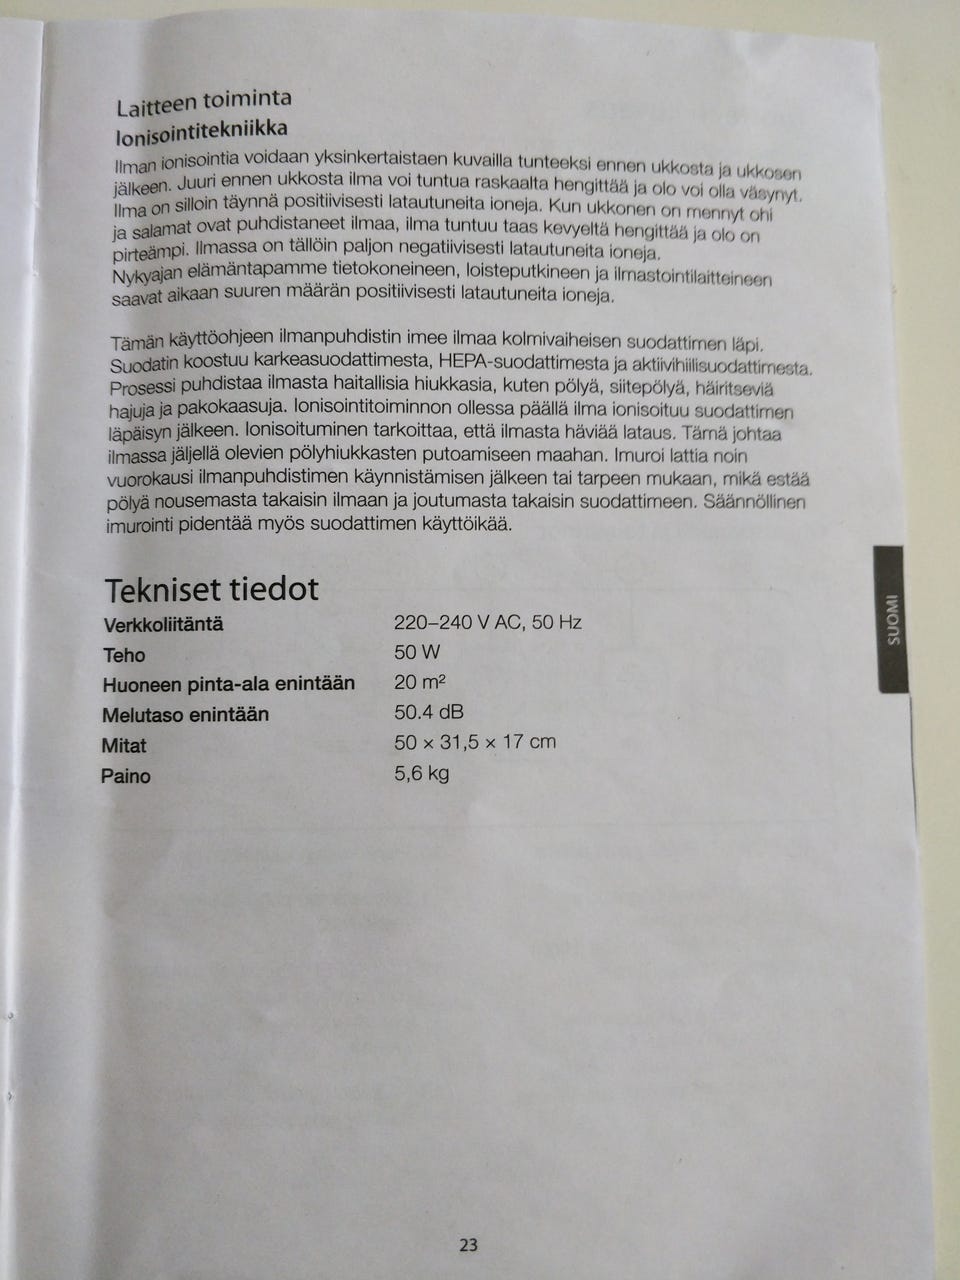 Laitteen toiminta
Ionisointitekniikka
Ilman ionisointia voidaan yksinkertaistaen kuvailla tunteeksi ennen ukkosta ja ukkosen
jälkeen. Juuri ennen ukkosta ilma voi tuntua raskaalta hengittää ja olo voi olla väsynyt.
Ilma on silloin täynnä positiivisesti latautuneita ioneja. Kun ukkonen on mennyt ohi
ja salamat ovat puhdistaneet ilmaa, ilma tuntuu taas kevyeltä hengittää ja olo on
pirteämpi. Ilmassa on tällöin paljon negatiivisesti latautuneita ioneja.
Nykyajan elämäntapamme tietokoneineen, loisteputkineen ja ilmastointilaitteineen
saavat aikaan suuren määrän positiivisesti latautuneita ioneja.
Tämän käyttöohjeen ilmanpuhdistin imee ilmaa kolmivaiheisen suodattimen läpi.
Suodatin koostuu karkeasuodattimesta, HEPA-suodattimesta ja aktiivihiilisuodattimesta.
Prosessi puhdistaa ilmasta haitallisia hiukkasia, kuten pölyä, siitepölyä, häiritseviä
hajuja ja pakokaasuja. Ionisointitoiminnon ollessa päällä ilma ionisoituu suodattimen
läpäisyn jälkeen. Ionisoituminen tarkoittaa, että ilmasta häviää lataus. Tämä johtaa
ilmassa jäljellä olevien pölyhiukkasten putoamiseen maahan. Imuroi lattia noin
vuorokausi ilmanpuhdistimen käynnistämisen jälkeen tai tarpeen mukaan, mikä estää
pölyä nousemasta takaisin ilmaan ja joutumasta takaisin suodattimeen. Säännöllinen
imurointi pidentää myös suodattimen käyttöikää.
Tekniset tiedot
Verkkoliitäntä 220–240 V AC, 50 Hz
Teho 50 W
Huoneen pinta-ala enintään 20 m²
Melutaso enintään 50.4 dB
Mitat 50 × 31,5 × 17 cm
Paino 5,6 kg
SUOMI
23